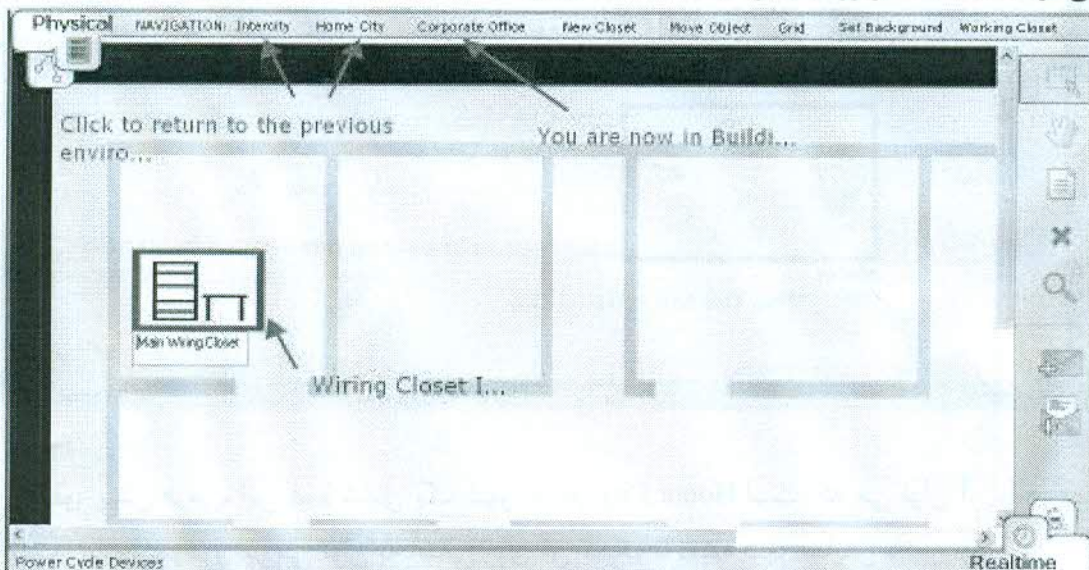 Physical NAVIGATION: Intercity Home City Corporate Office New Closet Move Object Grid Set Background Working Closet
Click to return to the previous
enviro...
You are now in Buildi...
Main Wiring Closet
Wiring Closet I...
Power Cycle Devices
Realtime